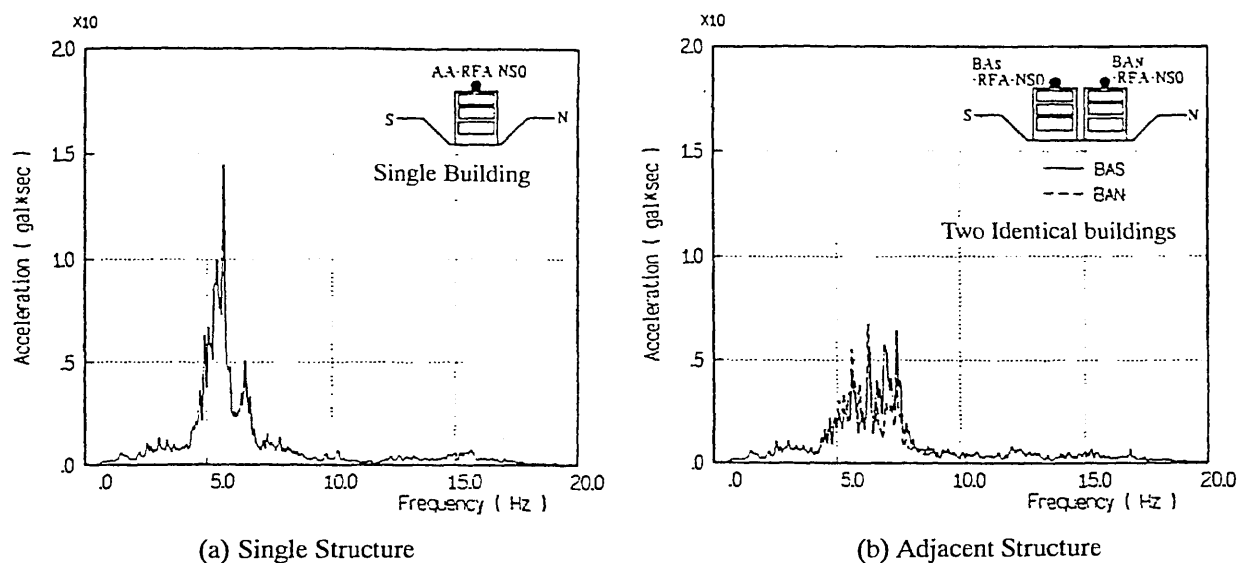 X10
2.0
1.5
1.0
.5
.0
Acceleration ( gal*sec)
AA-RFA NS0
S
N
Single Building
.0
5.0
10.0
15.0
20.0
Frequency ( Hz )
(a) Single Structure
X10
2.0
1.5
1.0
.5
.0
Acceleration ( gal*sec)
BAs
-RFA-NS0
BAN
-RFA-NS0
S
N
BAS
BAN
Two Identical buildings
.0
5.0
10.0
15.0
20.0
Frequency ( Hz )
(b) Adjacent Structure